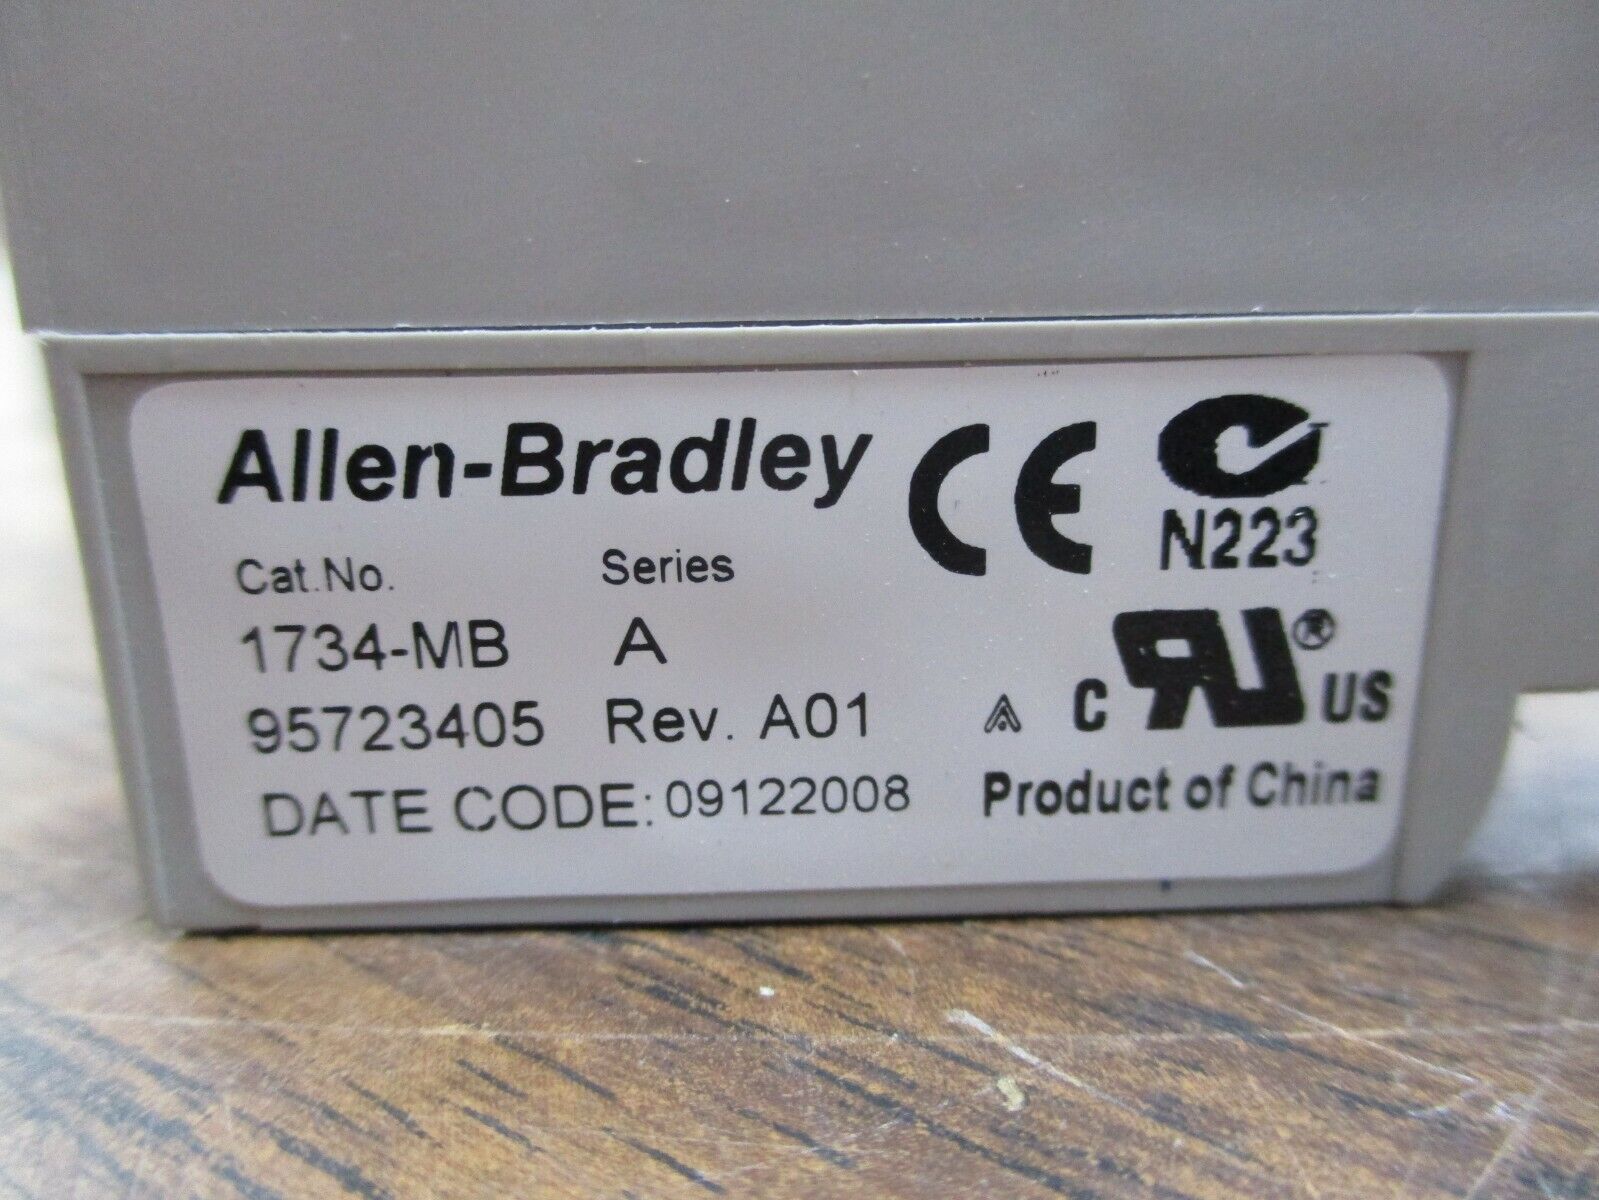 Allen-Bradley CE
N223
Cat.No. Series
1734-MB A
95723405 Rev. A01
C RU® US
DATE CODE: 09122008
Product of China